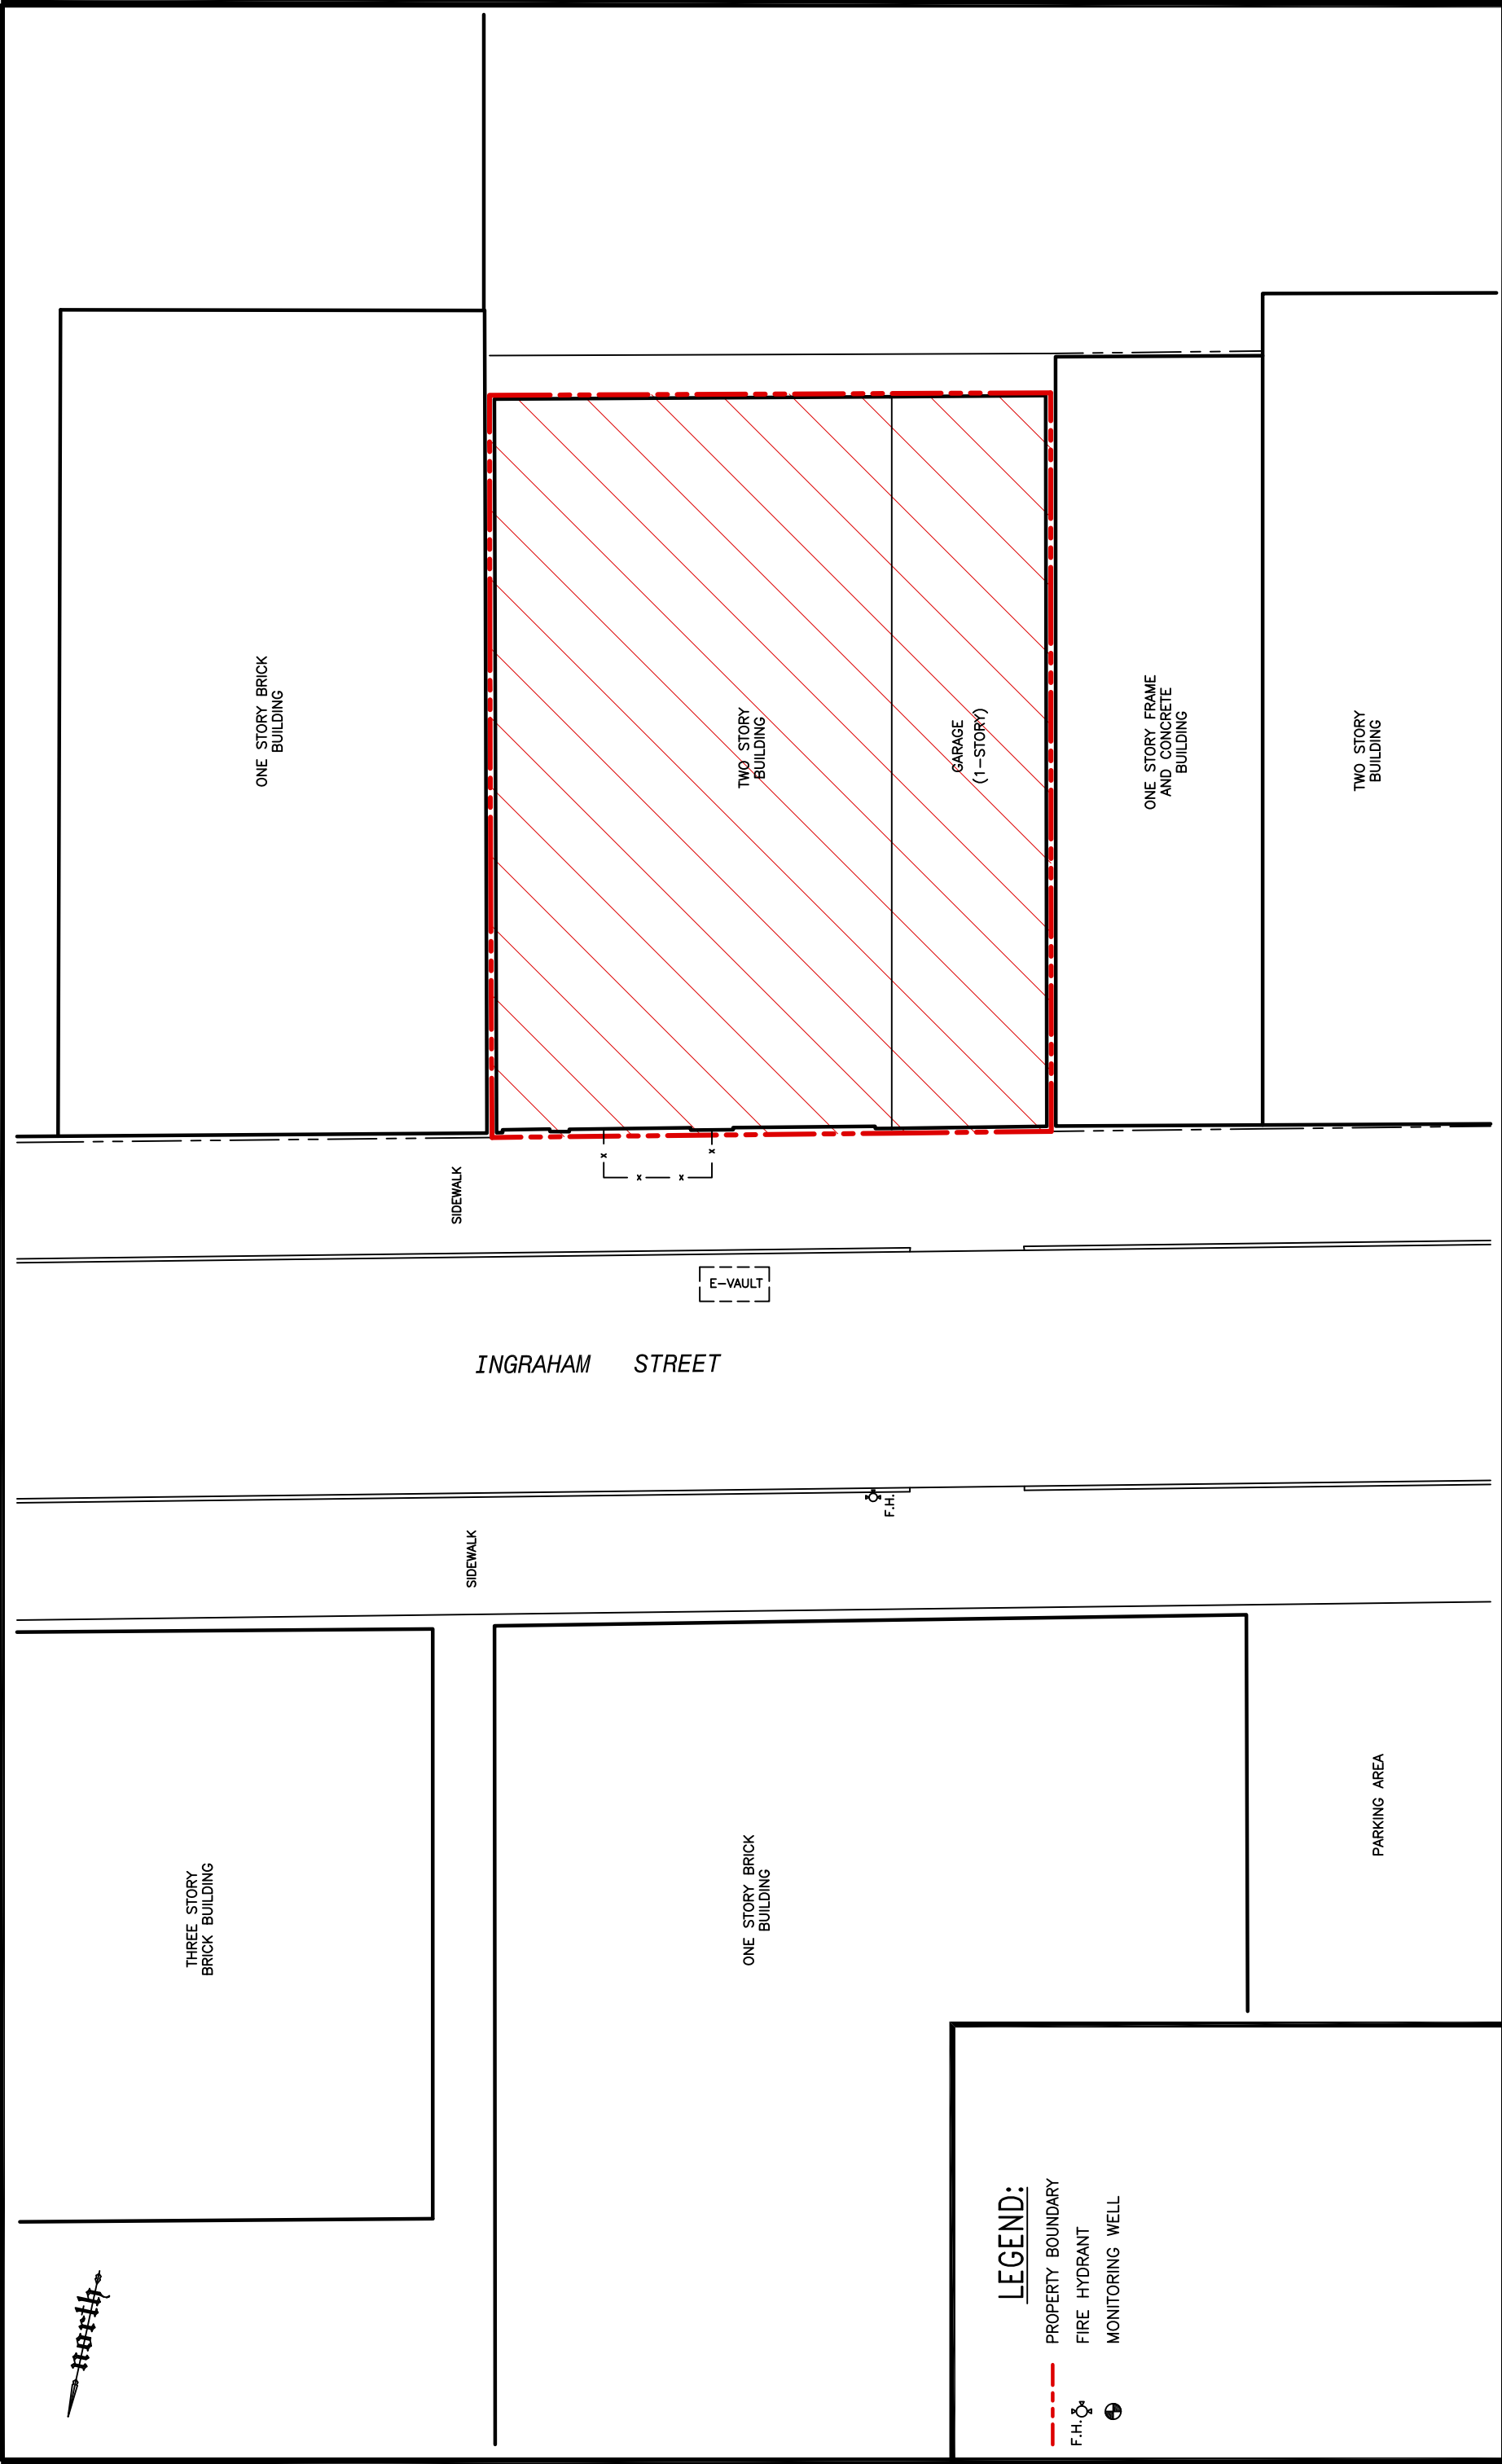 ONE STORY BRICK
BUILDING
TWO STORY
BUILDING
GARAGE
(1-STORY)
ONE STORY FRAME
AND CONCRETE
BUILDING
TWO STORY
BUILDING
SIDEWALK
x
x
x
x
E-VAULT
INGRAHAM STREET
F.H.
SIDEWALK
THREE STORY
BRICK BUILDING
ONE STORY BRICK
BUILDING
PARKING AREA
north
LEGEND:
PROPERTY BOUNDARY
F.H. FIRE HYDRANT
MONITORING WELL